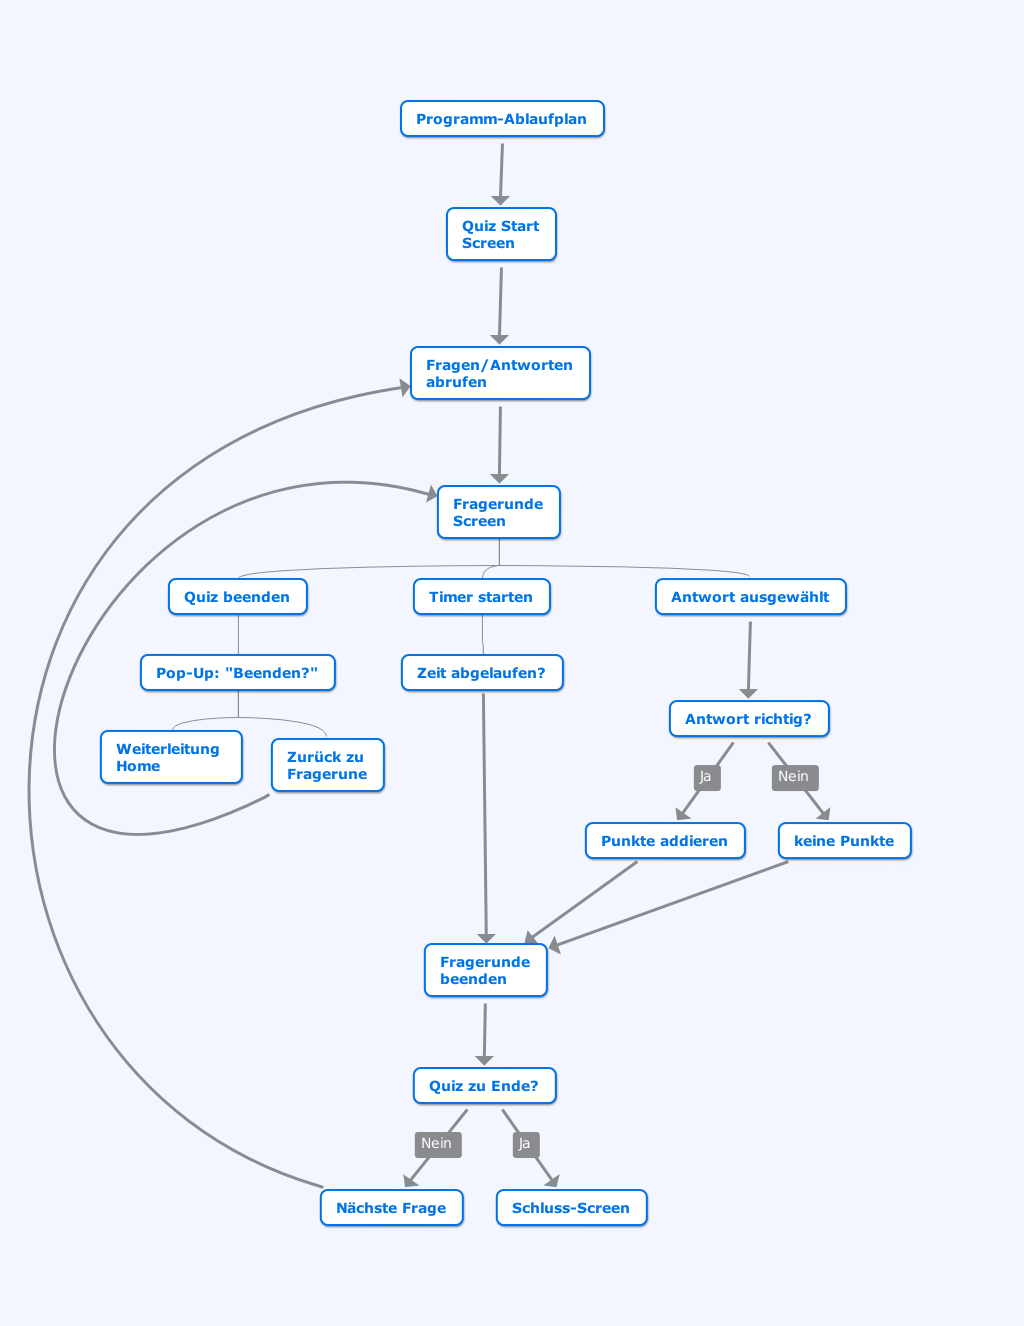 Programm-Ablaufplan
Quiz Start
Screen
Fragen/Antworten
abrufen
Fragerunde
Screen
Quiz beenden
Timer starten
Antwort ausgewählt
Pop-Up: "Beenden?"
Zeit abgelaufen?
Antwort richtig?
Weiterleitung
Home
Zurück zu
Fragerune
Ja
Nein
Punkte addieren
keine Punkte
Fragerunde
beenden
Quiz zu Ende?
Nein
Ja
Nächste Frage
Schluss-Screen